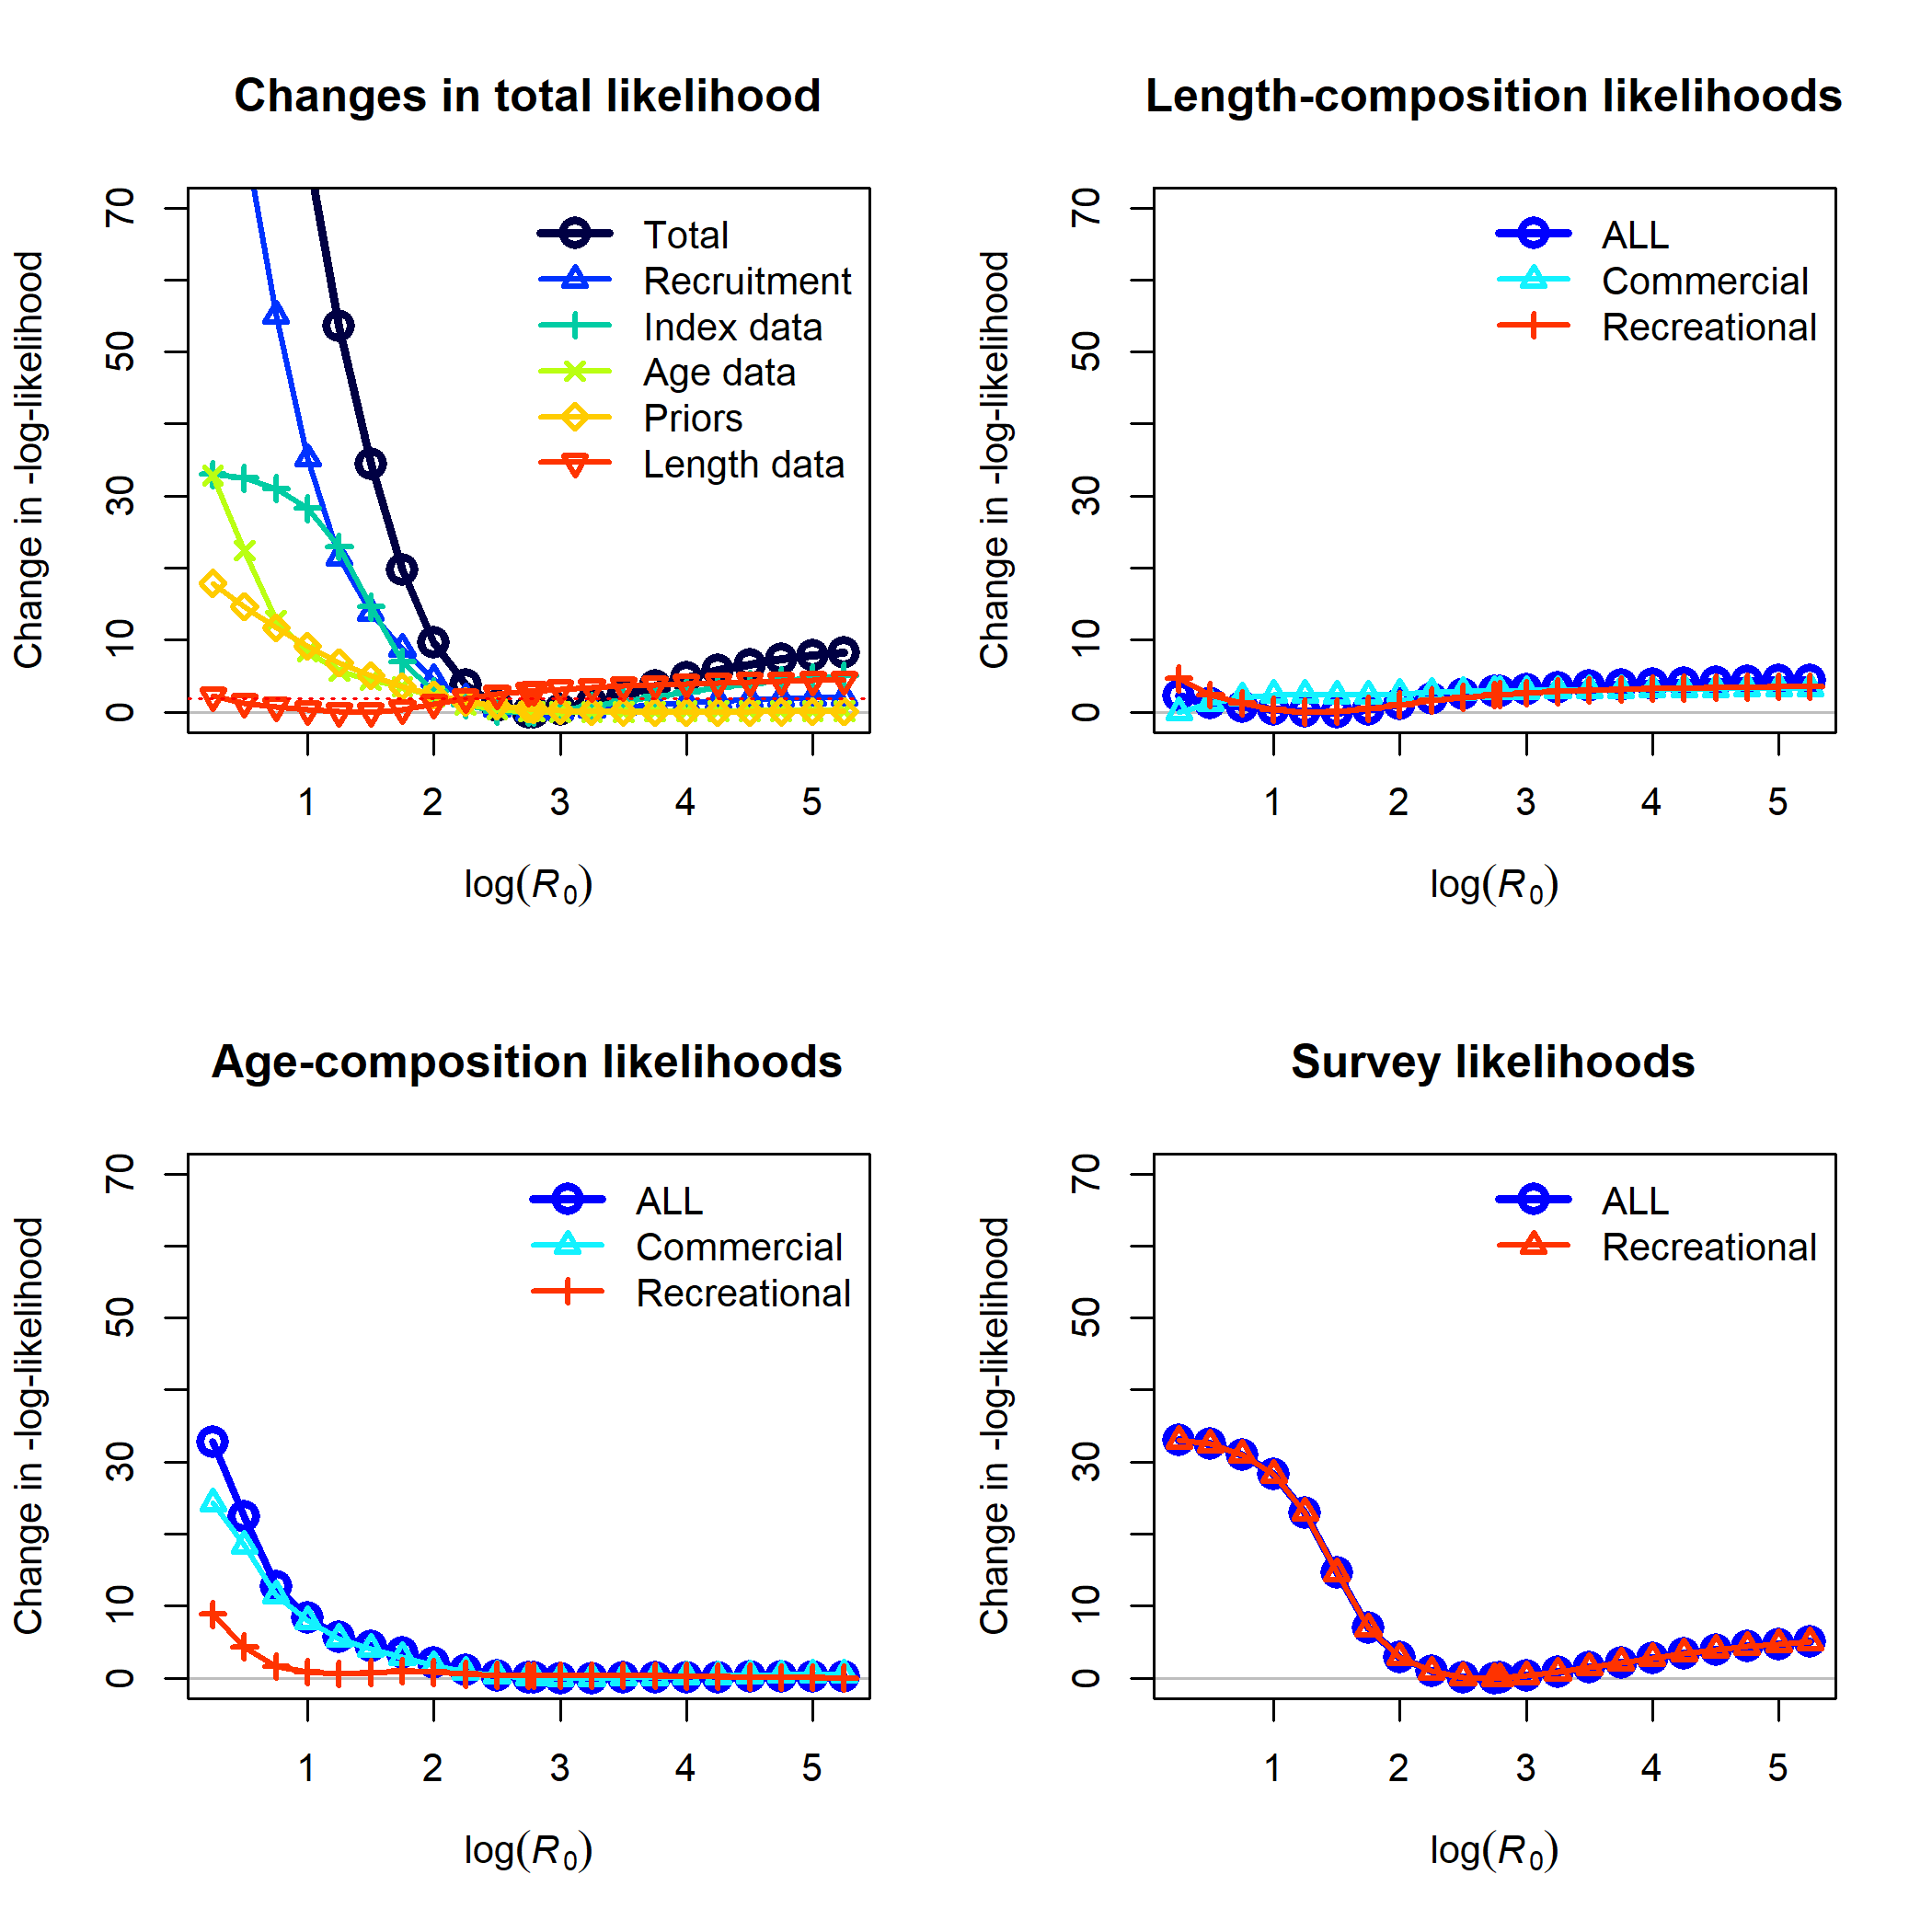 Changes in total likelihood
Change in -log-likelihood
70
50
30
10
0
Total
Recruitment
Index data
Age data
Priors
Length data
1 2 3 4 5
log(R0)
Length-composition likelihoods
Change in -log-likelihood
70
50
30
10
0
ALL
Commercial
Recreational
1 2 3 4 5
log(R0)
Age-composition likelihoods
Change in -log-likelihood
70
50
30
10
0
ALL
Commercial
Recreational
1 2 3 4 5
log(R0)
Survey likelihoods
Change in -log-likelihood
70
50
30
10
0
ALL
Recreational
1 2 3 4 5
log(R0)